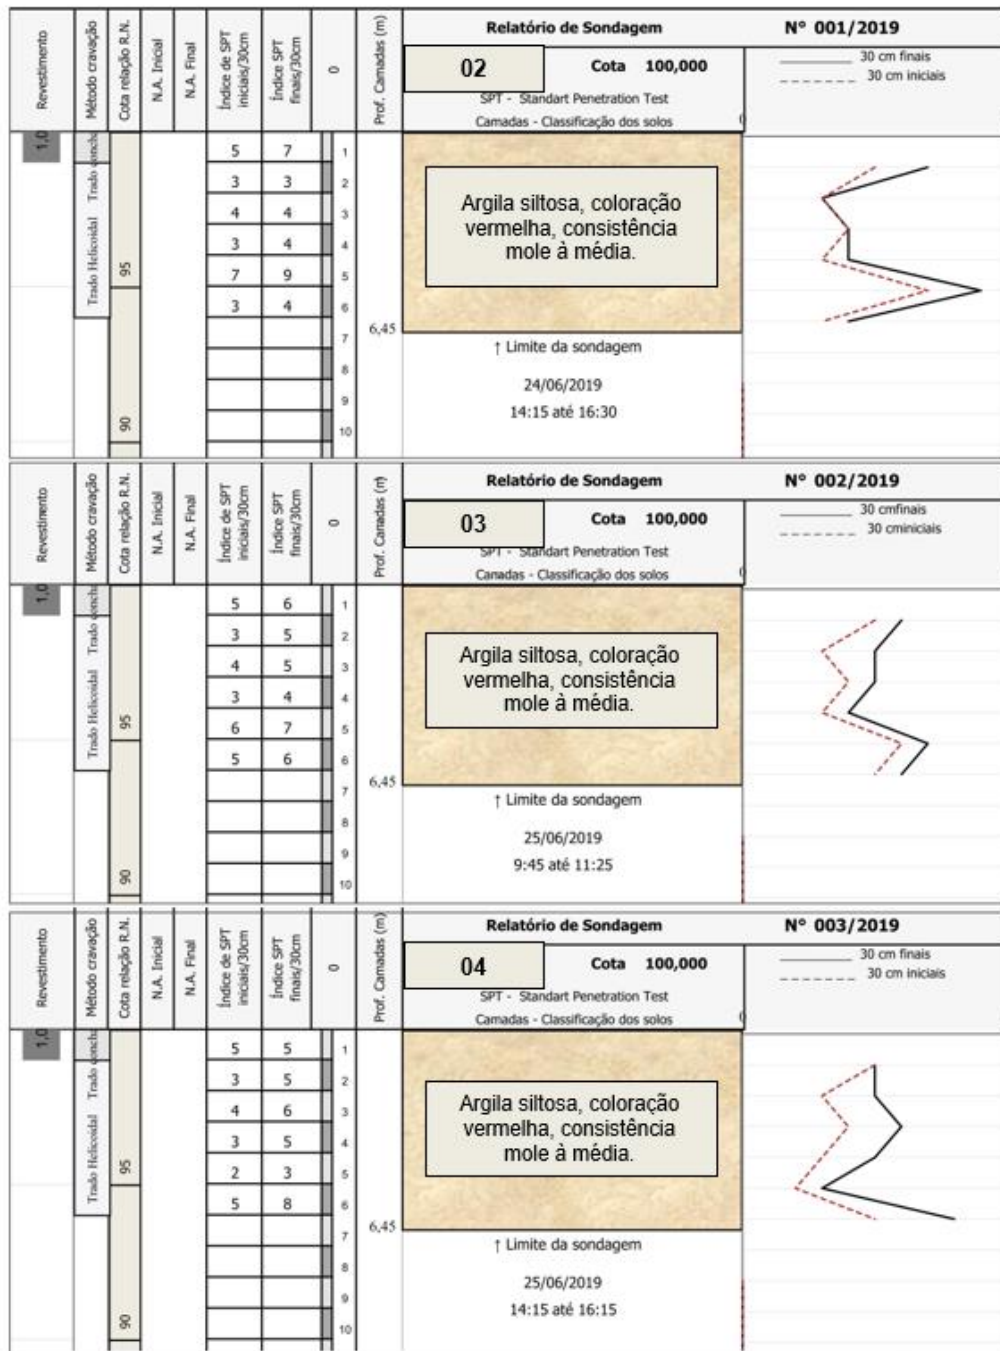 Revestimento
Método cravação
Cota relação R.N.
N.A. Inicial
N.A. Final
Índice de SPT
iniciais/30cm
Índice SPT
finais/30cm
0
Prof. Camadas (m)
Relatório de Sondagem
N° 001/2019
02
Cota 100,000
SPT - Standart Penetration Test
Camadas - Classificação dos solos
0
30 cm finais
30 cm iniciais
1,0
Trado concha
Trado Helicoidal
95
90
5 7 1
3 3 2
4 4 3
3 4 4
7 9 5
3 4 6
7
8
9
10
6,45
Argila siltosa, coloração
vermelha, consistência
mole à média.
↑ Limite da sondagem
24/06/2019
14:15 até 16:30
Revestimento
Método cravação
Cota relação R.N.
N.A. Inicial
N.A. Final
Índice de SPT
iniciais/30cm
Índice SPT
finais/30cm
0
Prof. Camadas (m)
Relatório de Sondagem
N° 002/2019
03
Cota 100,000
SPT - Standart Penetration Test
Canadas - Classificação dos solos
0
30 cmfinais
30 cminiciais
1,0
Trado concha
Trado Helicoidal
95
90
5 6 1
3 5 2
4 5 3
3 4 4
6 7 5
5 6 6
7
8
9
10
6,45
Argila siltosa, coloração
vermelha, consistência
mole à média.
↑ Limite da sondagem
25/06/2019
9:45 até 11:25
Revestimento
Método cravação
Cota relação R.N.
N.A. Inicial
N.A. Final
Índice de SPT
iniciais/30cm
Índice SPT
finais/30cm
0
Prof. Camadas (m)
Relatório de Sondagem
N° 003/2019
04
Cota 100,000
SPT - Standart Penetration Test
Camadas - Classificação dos solos
0
30 cm finais
30 cm iniciais
1,0
Trado concha
Trado Helicoidal
95
90
5 5 1
3 5 2
4 6 3
3 5 4
2 3 5
5 8 6
7
8
9
10
6,45
Argila siltosa, coloração
vermelha, consistência
mole à média.
↑ Limite da sondagem
25/06/2019
14:15 até 16:15